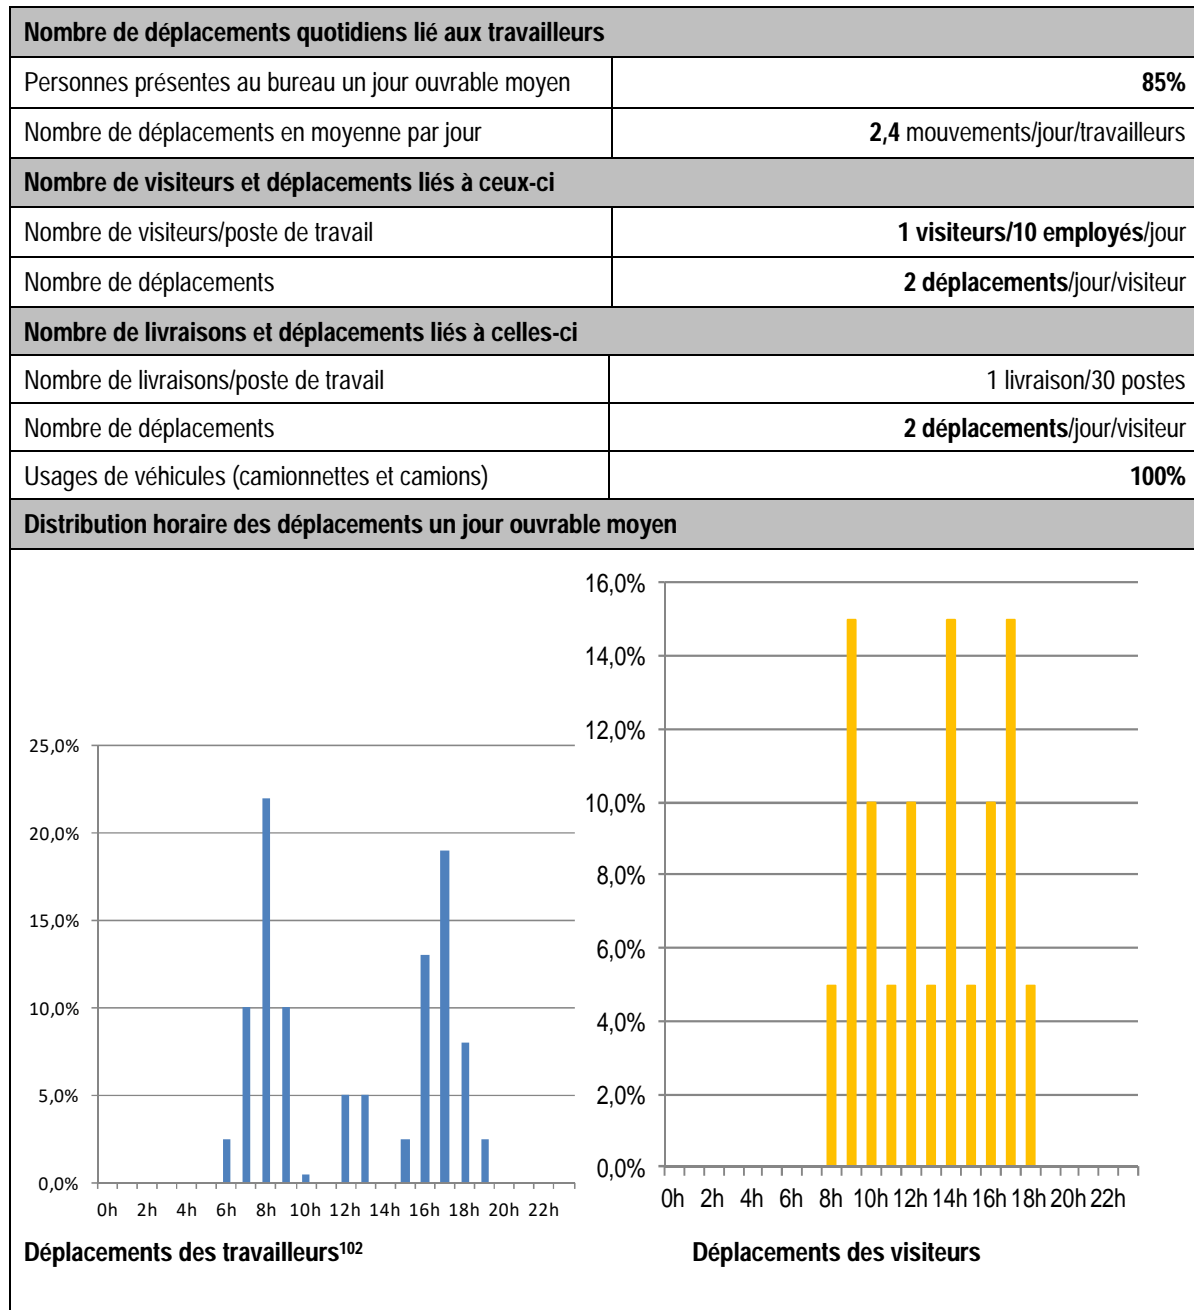 Nombre de déplacements quotidiens lié aux travailleurs
Personnes présentes au bureau un jour ouvrable moyen 85%
Nombre de déplacements en moyenne par jour 2,4 mouvements/jour/travailleurs
Nombre de visiteurs et déplacements liés à ceux-ci
Nombre de visiteurs/poste de travail 1 visiteurs/10 employés/jour
Nombre de déplacements 2 déplacements/jour/visiteur
Nombre de livraisons et déplacements liés à celles-ci
Nombre de livraisons/poste de travail 1 livraison/30 postes
Nombre de déplacements 2 déplacements/jour/visiteur
Usages de véhicules (camionnettes et camions) 100%
Distribution horaire des déplacements un jour ouvrable moyen
25,0%
20,0%
15,0%
10,0%
5,0%
0,0%
0h 2h 4h 6h 8h 10h 12h 14h 16h 18h 20h 22h
Déplacements des travailleurs102
16,0%
14,0%
12,0%
10,0%
8,0%
6,0%
4,0%
2,0%
0,0%
0h 2h 4h 6h 8h 10h 12h 14h 16h 18h 20h 22h
Déplacements des visiteurs